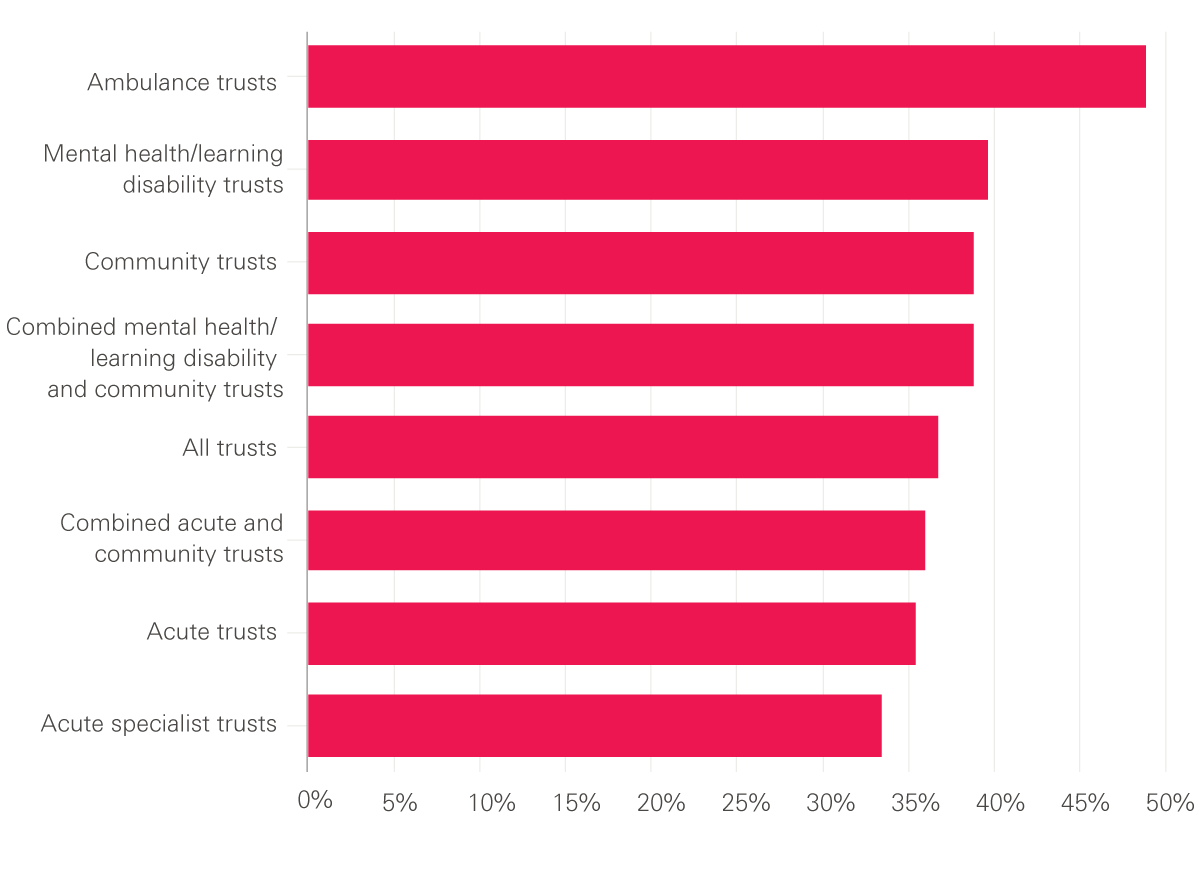 Ambulance trusts
Mental health/learning
disability trusts
Community trusts
Combined mental health/
learning disability
and community trusts
All trusts
Combined acute and
community trusts
Acute trusts
Acute specialist trusts
0% 5% 10% 15% 20% 25% 30% 35% 40% 45% 50%